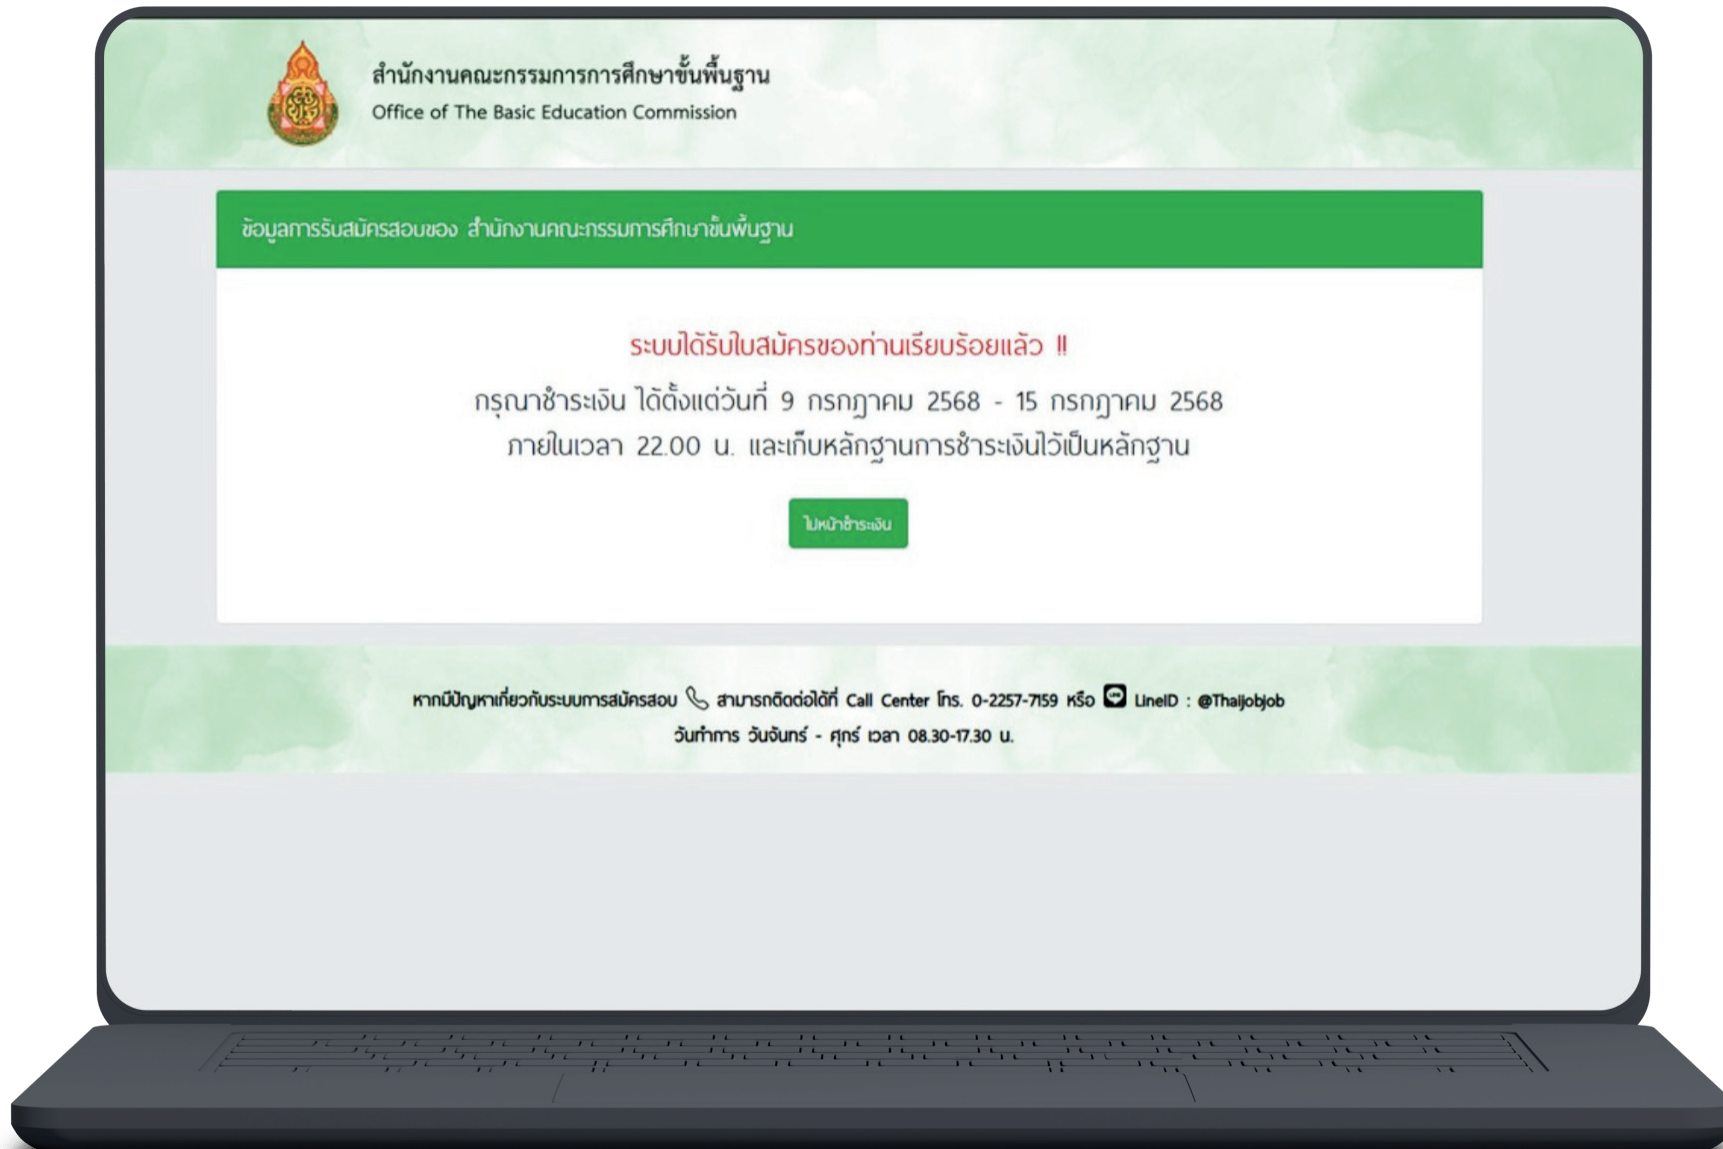 สำนักงานคณะกรรมการการศึกษาขั้นพื้นฐาน
Office of The Basic Education Commission
ข้อมูลการรับสมัครสอบของ สำนักงานคณะกรรมการศึกษาขั้นพื้นฐาน
ระบบได้รับใบสมัครของท่านเรียบร้อยแล้ว !!
กรุณาชำระเงิน ได้ตั้งแต่วันที่ 9 กรกฎาคม 2568 - 15 กรกฎาคม 2568
ภายในเวลา 22.00 น. และเก็บหลักฐานการชำระเงินไว้เป็นหลักฐาน
ไปหน้าชำระเงิน
หากมีปัญหาเกี่ยวกับระบบการสมัครสอบ สามารถติดต่อได้ที่ Call Center โทร. 0-2257-7159 หรือ LineID : @Thaijobjob
วันทำการ วันจันทร์ - ศุกร์ เวลา 08.30-17.30 น.